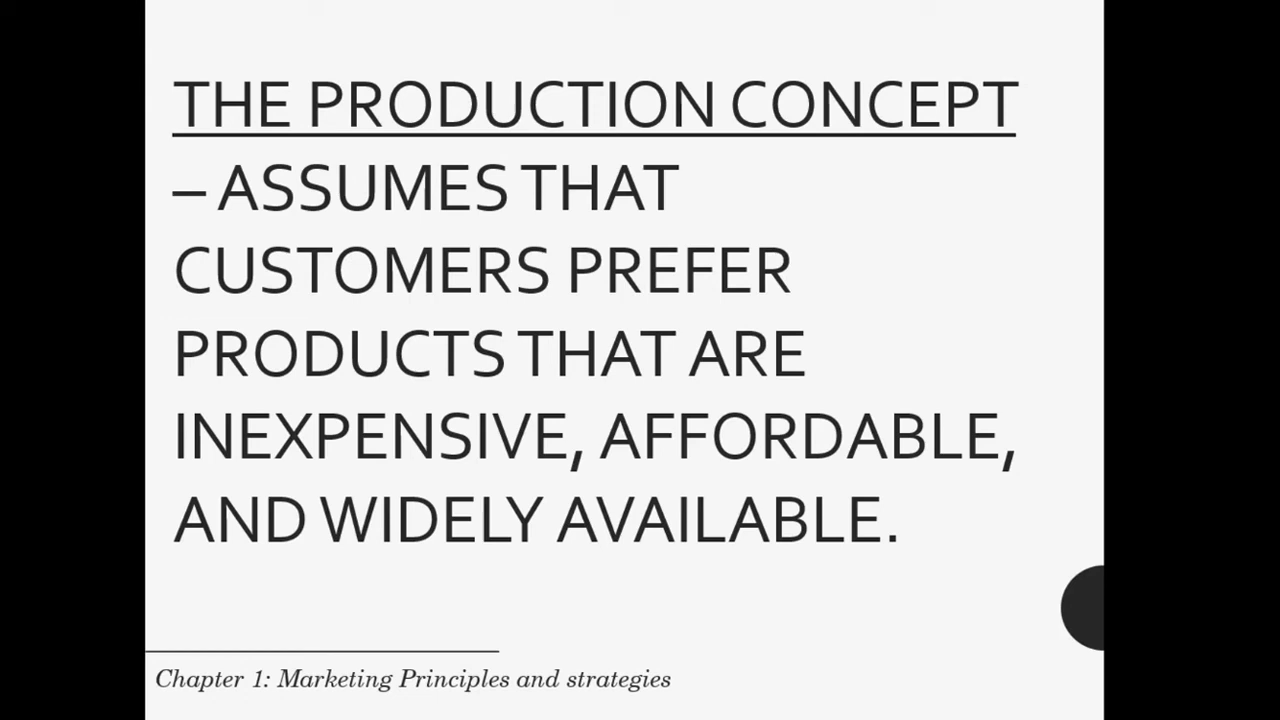 THE PRODUCTION CONCEPT
– ASSUMES THAT
CUSTOMERS PREFER
PRODUCTS THAT ARE
INEXPENSIVE, AFFORDABLE,
AND WIDELY AVAILABLE.
Chapter 1: Marketing Principles and strategies